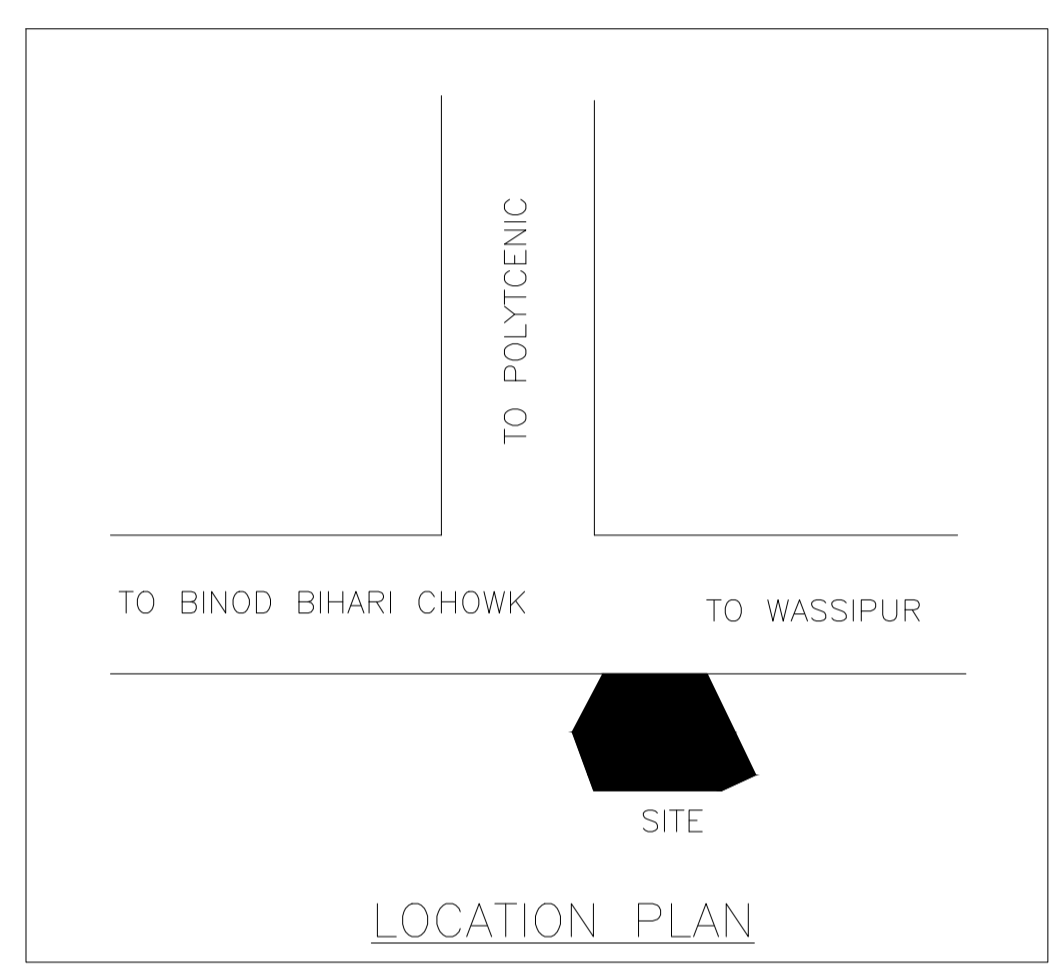 TO POLYTCENIC
TO BINOD BIHARI CHOWK
TO WASSIPUR
SITE
LOCATION PLAN